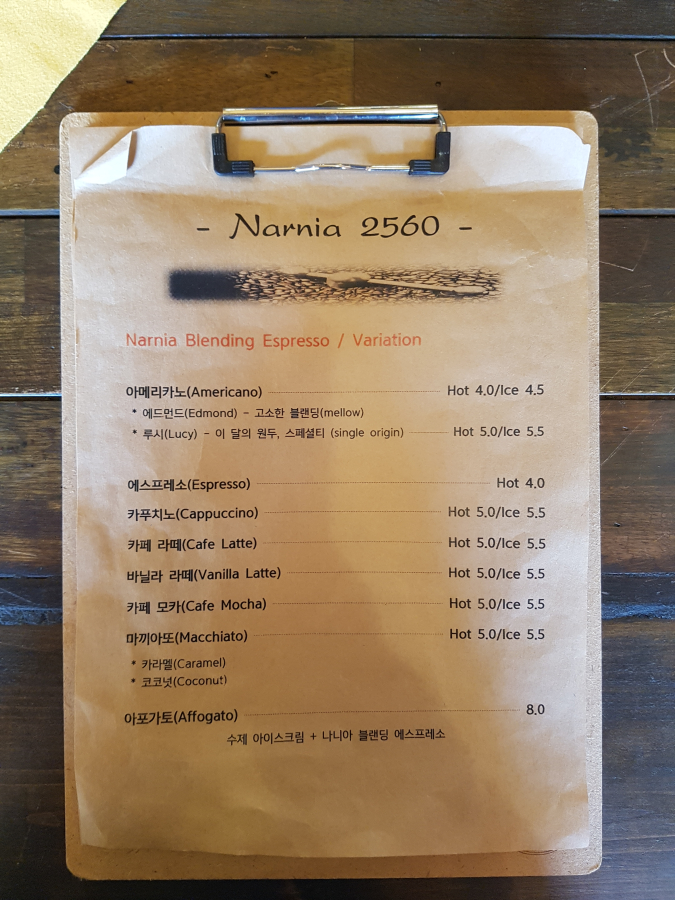 - Narnia 2560 -
Narnia Blending Espresso / Variation
아메리카노(Americano) Hot 4.0/Ice 4.5
* 에드먼드(Edmond) - 고소한 블랜딩(mellow)
* 루시(Lucy) - 이 달의 원두, 스페셜티 (single origin) Hot 5.0/Ice 5.5
에스프레소(Espresso) Hot 4.0
카푸치노(Cappuccino) Hot 5.0/Ice 5.5
카페 라떼(Cafe Latte) Hot 5.0/Ice 5.5
바닐라 라떼(Vanilla Latte) Hot 5.0/Ice 5.5
카페 모카(Cafe Mocha) Hot 5.0/Ice 5.5
마끼아또(Macchiato) Hot 5.0/Ice 5.5
* 카라멜(Caramel)
* 코코넛(Coconut)
아포가토(Affogato) 8.0
수제 아이스크림 + 나니아 블랜딩 에스프레소